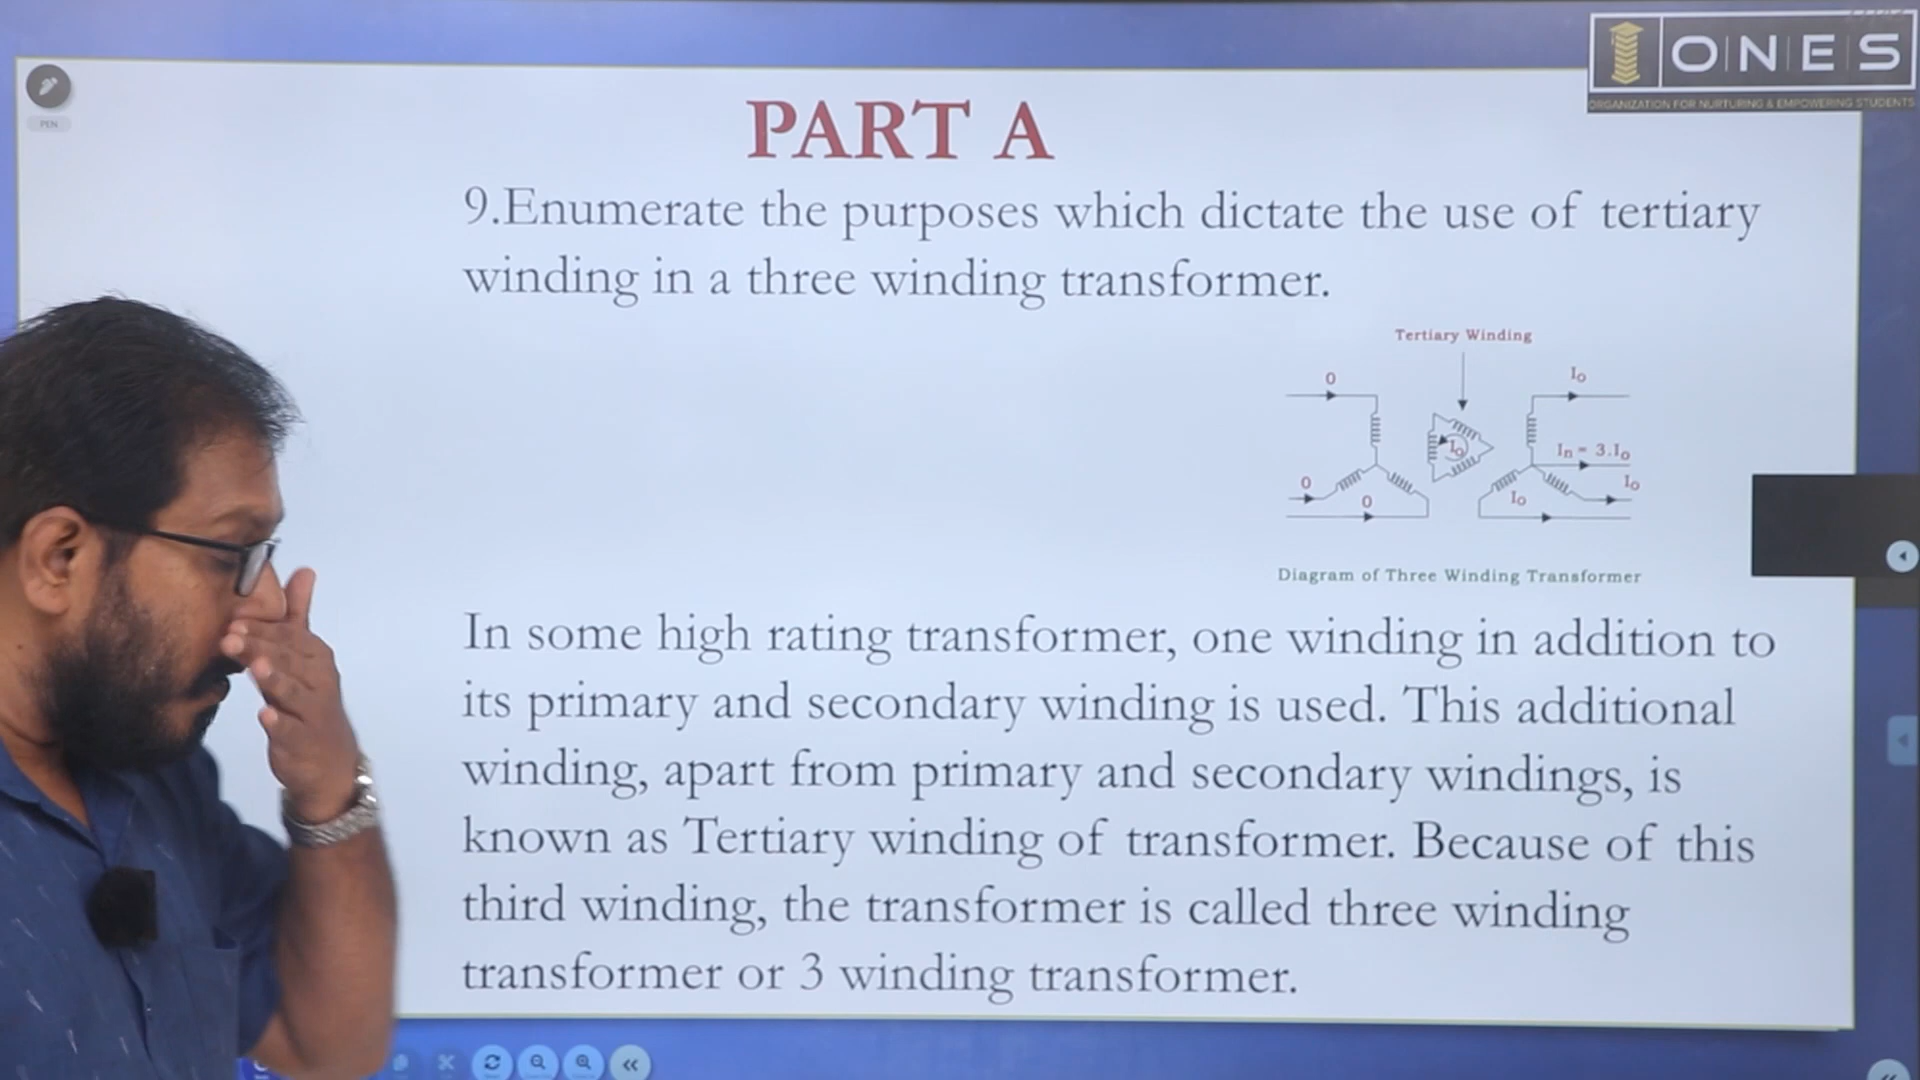 ONES
ORGANIZATION FOR NURTURING & EMPOWERING STUDENTS
PEN
PART A
9.Enumerate the purposes which dictate the use of tertiary
winding in a three winding transformer.
Tertiary Winding
0
I₀
I₀
In = 3.I₀
I₀
0
0
I₀
Diagram of Three Winding Transformer
In some high rating transformer, one winding in addition to
its primary and secondary winding is used. This additional
winding, apart from primary and secondary windings, is
known as Tertiary winding of transformer. Because of this
third winding, the transformer is called three winding
transformer or 3 winding transformer.